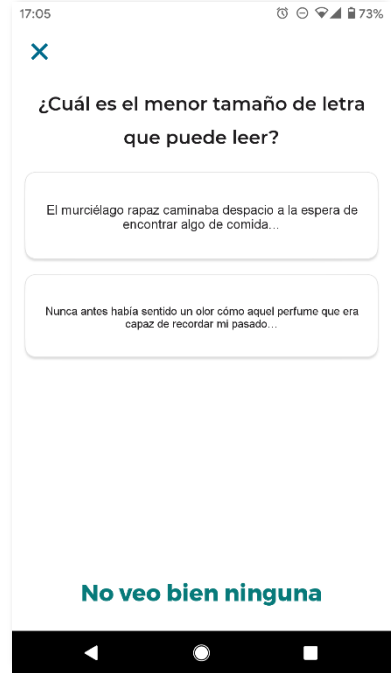 17:05 73%
¿Cuál es el menor tamaño de letra
que puede leer?
El murciélago rapaz caminaba despacio a la espera de
encontrar algo de comida...
Nunca antes había sentido un olor cómo aquel perfume que era
capaz de recordar mi pasado...
No veo bien ninguna